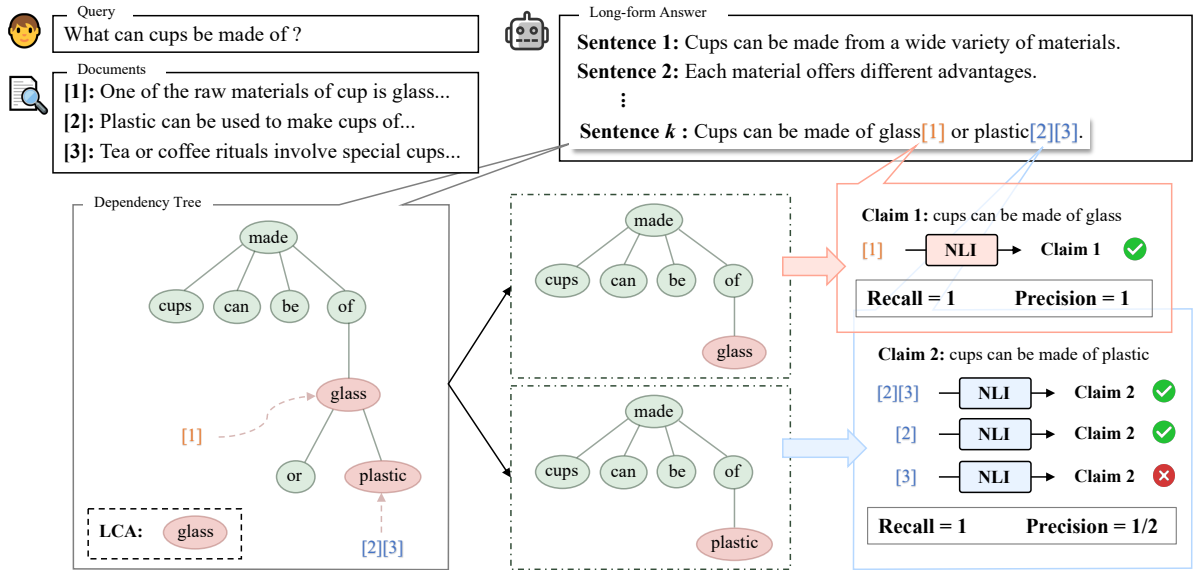 Query
What can cups be made of ?
Documents
[1]: One of the raw materials of cup is glass...
[2]: Plastic can be used to make cups of...
[3]: Tea or coffee rituals involve special cups...
Long-form Answer
Sentence 1: Cups can be made from a wide variety of materials.
Sentence 2: Each material offers different advantages.
⋮
Sentence k : Cups can be made of glass[1] or plastic[2][3].
Dependency Tree
made
cups can be of
glass
[1]
or plastic
LCA: glass
[2][3]
made
cups can be of
glass
made
cups can be of
plastic
Claim 1: cups can be made of glass
[1] NLI Claim 1
Recall = 1 Precision = 1
Claim 2: cups can be made of plastic
[2][3] NLI Claim 2
[2] NLI Claim 2
[3] NLI Claim 2
Recall = 1 Precision = 1/2